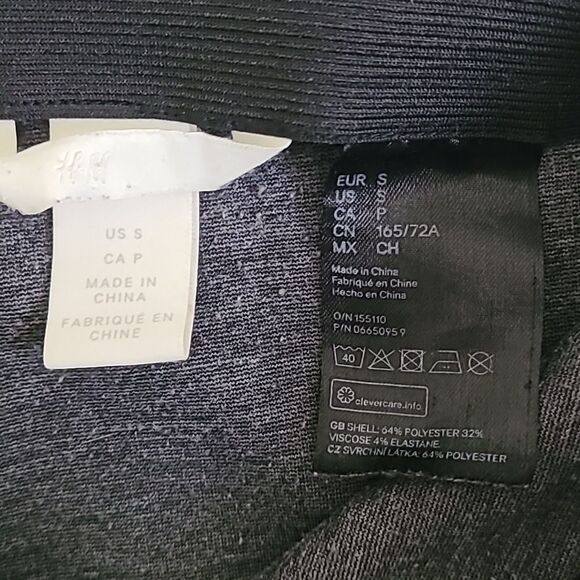 H&M
US S
CA P
MADE IN
CHINA
FABRIQUÉ EN
CHINE
EUR S
US S
CA P
CN 165/72A
MX CH
Made in China
Fabriqué en Chine
Hecho en China
O/N 155110
P/N 0665095 9
40
clevercare.info
GB SHELL: 64% POLYESTER 32%
VISCOSE 4% ELASTANE.
CZ SVRCHNÍ LÁTKA: 64% POLYESTER